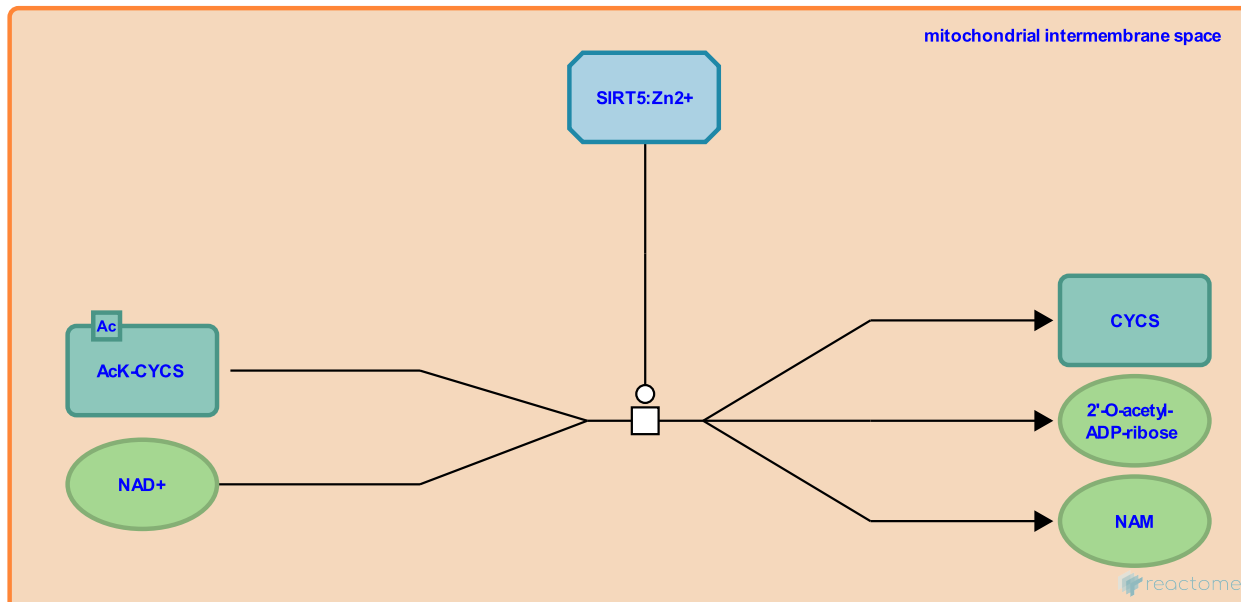 mitochondrial intermembrane space
SIRT5:Zn2+
Ac
AcK-CYCS
NAD+
CYCS
2'-O-acetyl-
ADP-ribose
NAM
reactome